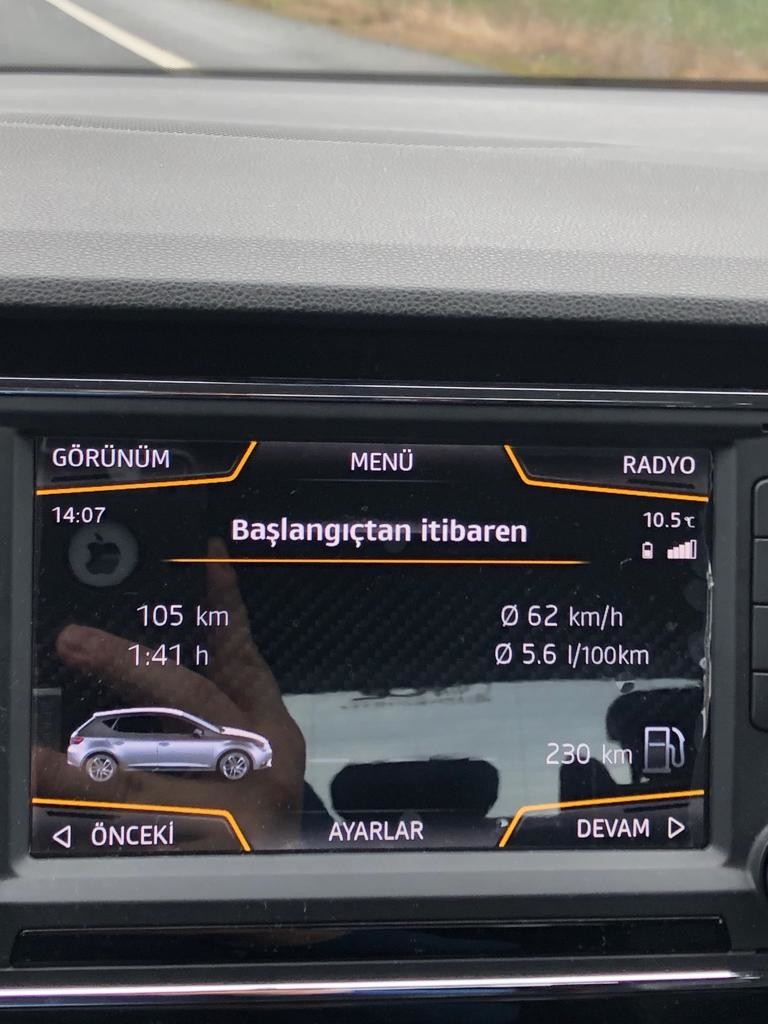 GÖRÜNÜM
MENÜ
RADYO
14:07
Başlangıçtan itibaren
10.5℃
105 km
Ø 62 km/h
1:41 h
Ø 5.6 l/100km
230 km
ÖNCEKİ
AYARLAR
DEVAM